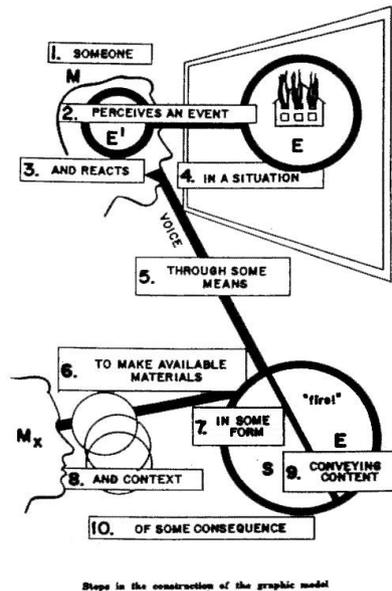 1. SOMEONE
M
2. PERCEIVES AN EVENT
E'
E
3. AND REACTS
4. IN A SITUATION
VOICE
5. THROUGH SOME
MEANS
6. TO MAKE AVAILABLE
MATERIALS
"fire!"
7. IN SOME
FORM
Mx
E
S
8. AND CONTEXT
9. CONVEYING
CONTENT
10. OF SOME CONSEQUENCE
Steps in the construction of the graphic model